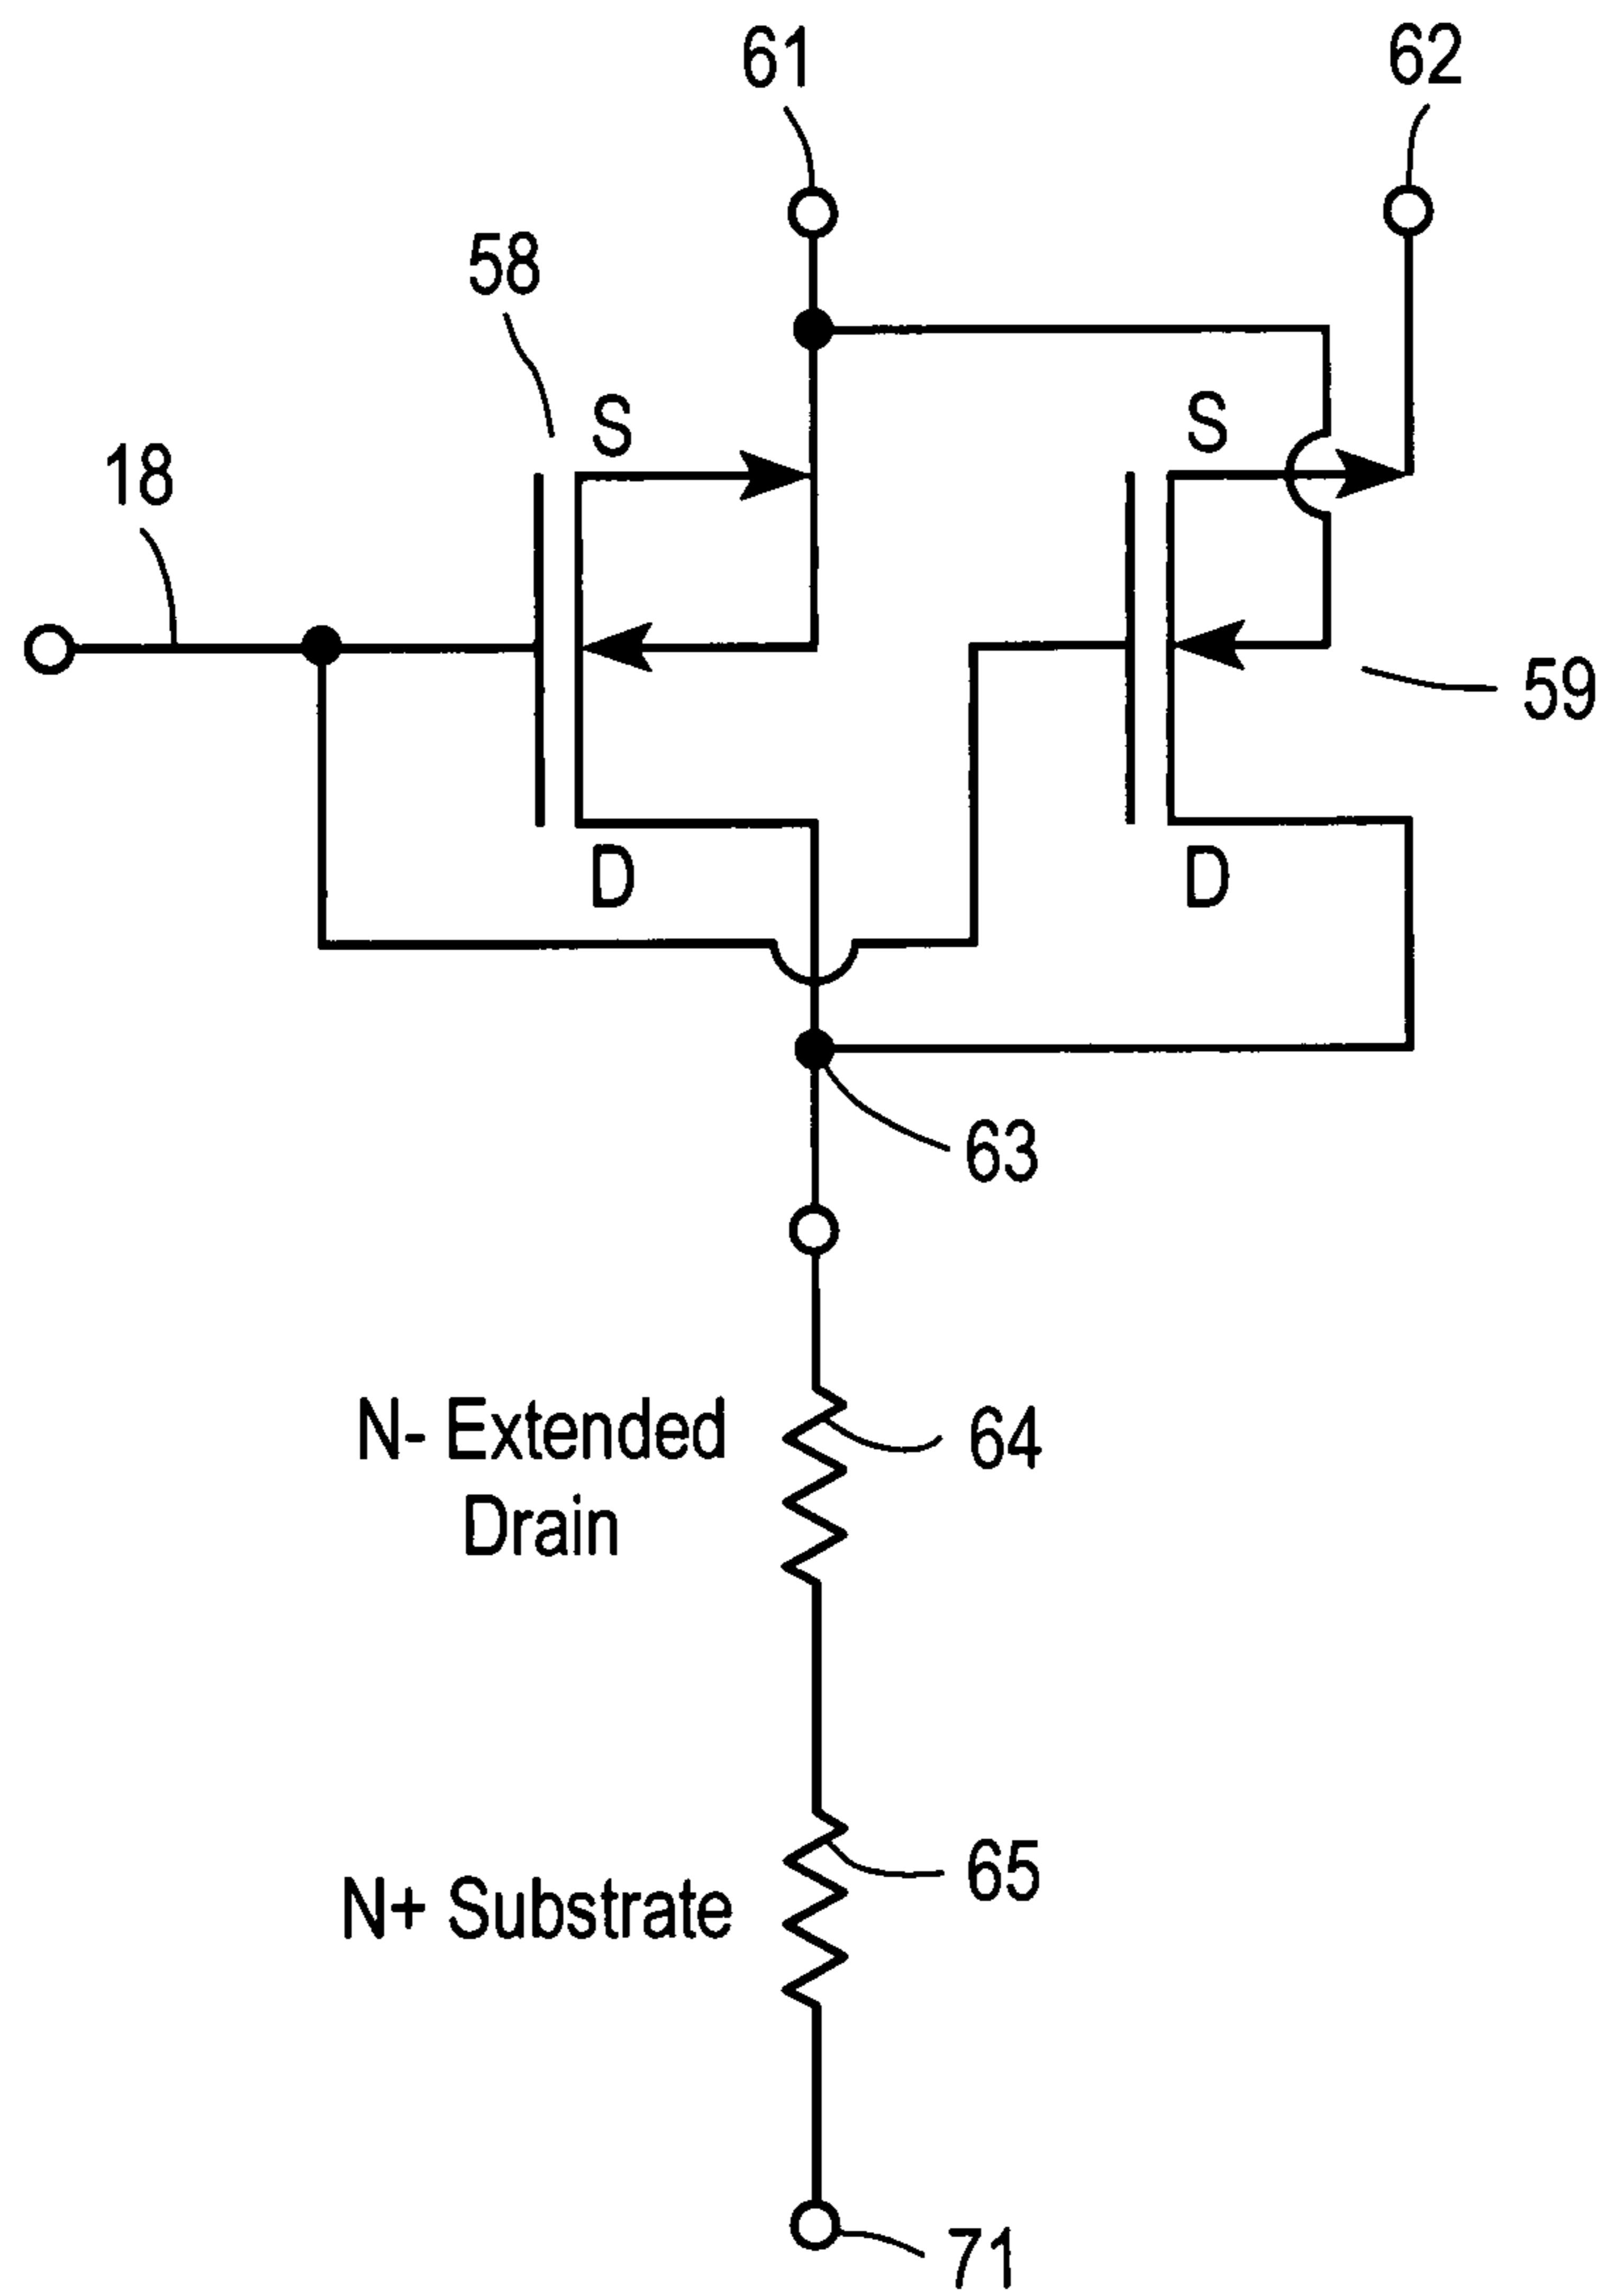 61
62
58
S
S
18
59
D
D
63
N- Extended
Drain
64
N+ Substrate
65
71